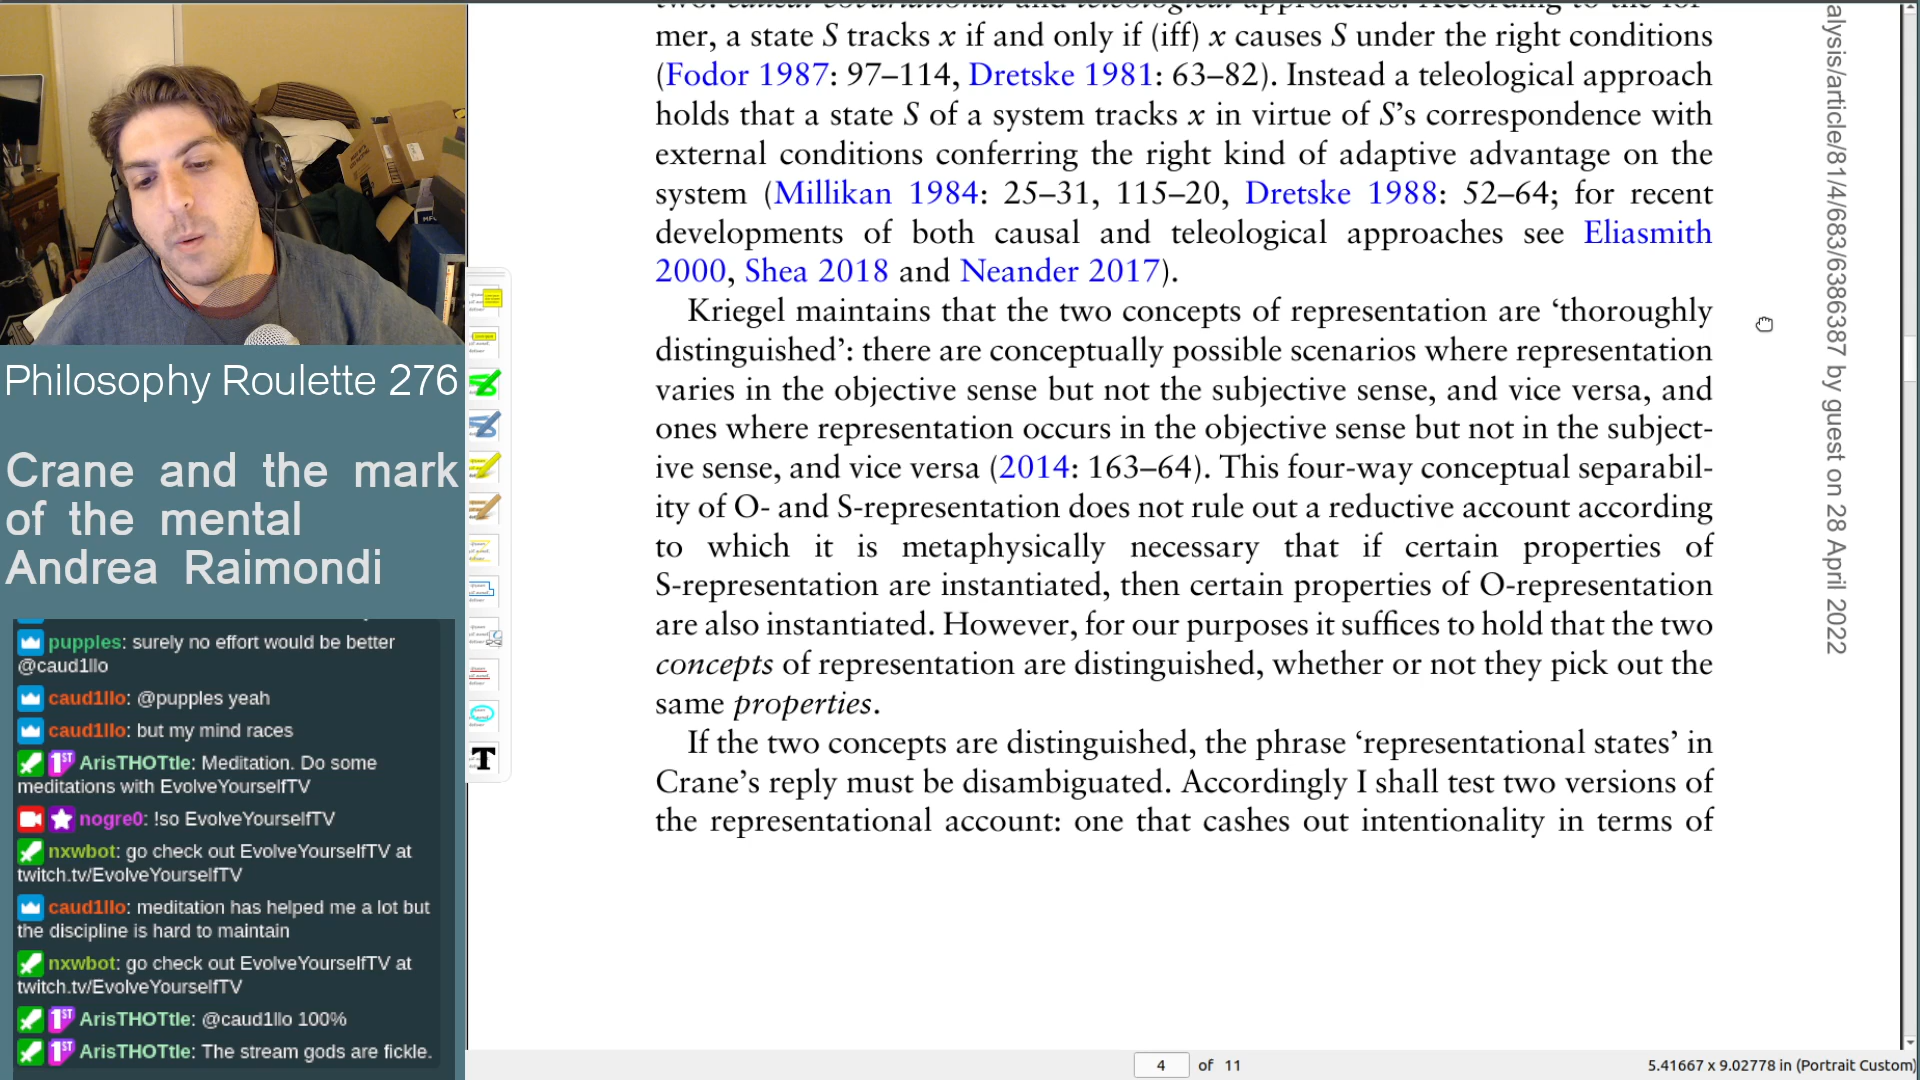 two: causal covariational and teleological approaches. According to the for-
mer, a state S tracks x if and only if (iff) x causes S under the right conditions
(Fodor 1987: 97–114, Dretske 1981: 63–82). Instead a teleological approach
holds that a state S of a system tracks x in virtue of S's correspondence with
external conditions conferring the right kind of adaptive advantage on the
system (Millikan 1984: 25–31, 115–20, Dretske 1988: 52–64; for recent
developments of both causal and teleological approaches see Eliasmith
2000, Shea 2018 and Neander 2017).
Kriegel maintains that the two concepts of representation are ‘thoroughly
distinguished’: there are conceptually possible scenarios where representation
varies in the objective sense but not the subjective sense, and vice versa, and
ones where representation occurs in the objective sense but not in the subject-
ive sense, and vice versa (2014: 163–64). This four-way conceptual separabil-
ity of O- and S-representation does not rule out a reductive account according
to which it is metaphysically necessary that if certain properties of
S-representation are instantiated, then certain properties of O-representation
are also instantiated. However, for our purposes it suffices to hold that the two
concepts of representation are distinguished, whether or not they pick out the
same properties.
If the two concepts are distinguished, the phrase ‘representational states’ in
Crane's reply must be disambiguated. Accordingly I shall test two versions of
the representational account: one that cashes out intentionality in terms of
alysis/article/81/4/683/6386387 by guest on 28 April 2022
Philosophy Roulette 276
Crane and the mark
of the mental
Andrea Raimondi
pupples: surely no effort would be better
@caud1llo
caud1llo: @pupples yeah
caud1llo: but my mind races
1ST ArisTHOTtle: Meditation. Do some
meditations with EvolveYourselfTV
nogre0: !so EvolveYourselfTV
nxwbot: go check out EvolveYourselfTV at
twitch.tv/EvolveYourselfTV
caud1llo: meditation has helped me a lot but
the discipline is hard to maintain
nxwbot: go check out EvolveYourselfTV at
twitch.tv/EvolveYourselfTV
1ST ArisTHOTtle: @caud1llo 100%
1ST ArisTHOTtle: The stream gods are fickle.
T
4 of 11
5.41667 x 9.02778 in (Portrait Custom)